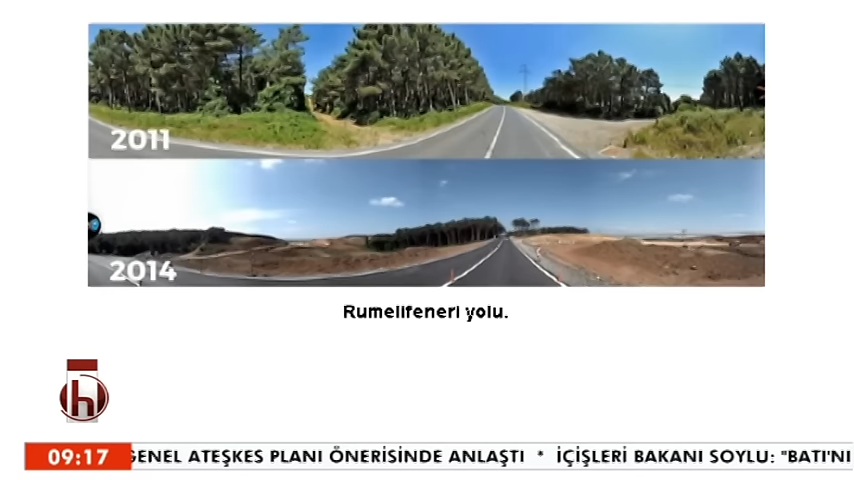 2011
2014
Rumelifeneri yolu.
h
09:17 GENEL ATEŞKES PLANI ÖNERİSİNDE ANLAŞTI * İÇİŞLERİ BAKANI SOYLU: "BATI'NI